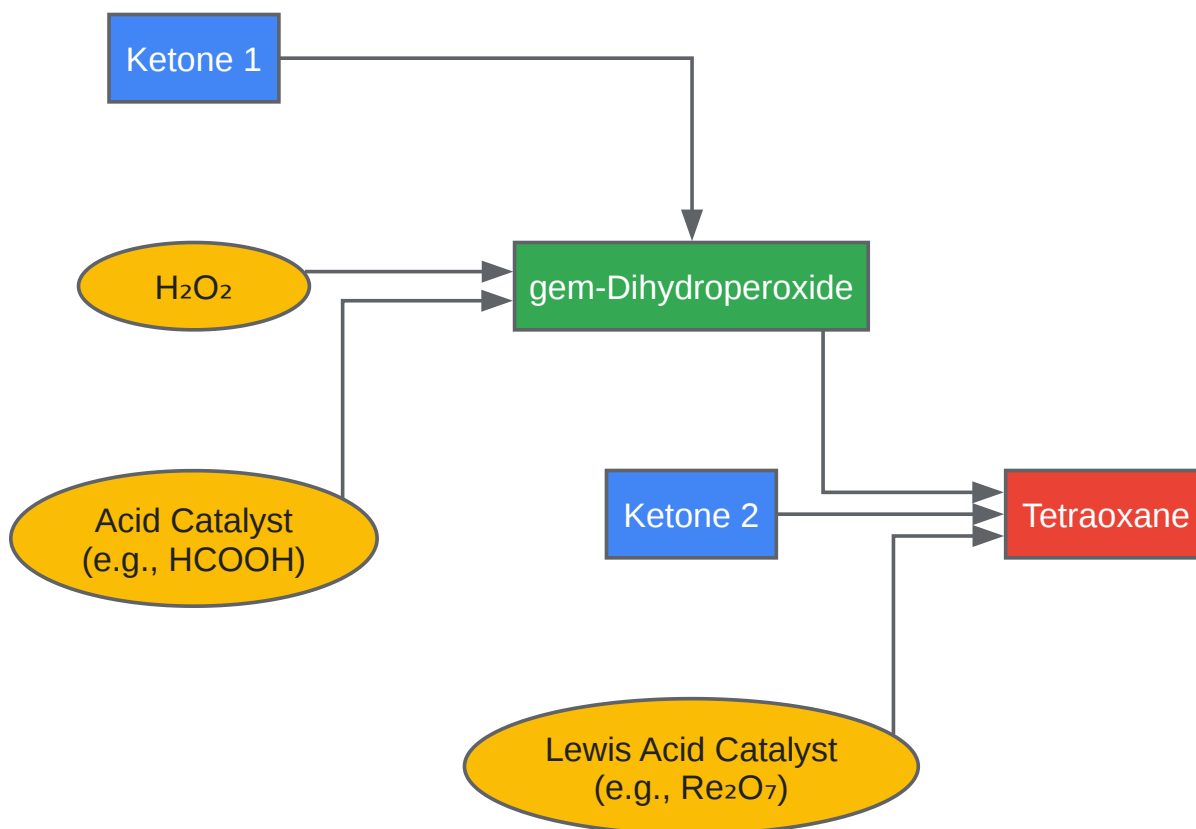 Ketone 1
H₂O₂
gem-Dihydroperoxide
Acid Catalyst
(e.g., HCOOH)
Ketone 2
Tetraoxane
Lewis Acid Catalyst
(e.g., Re₂O₇)